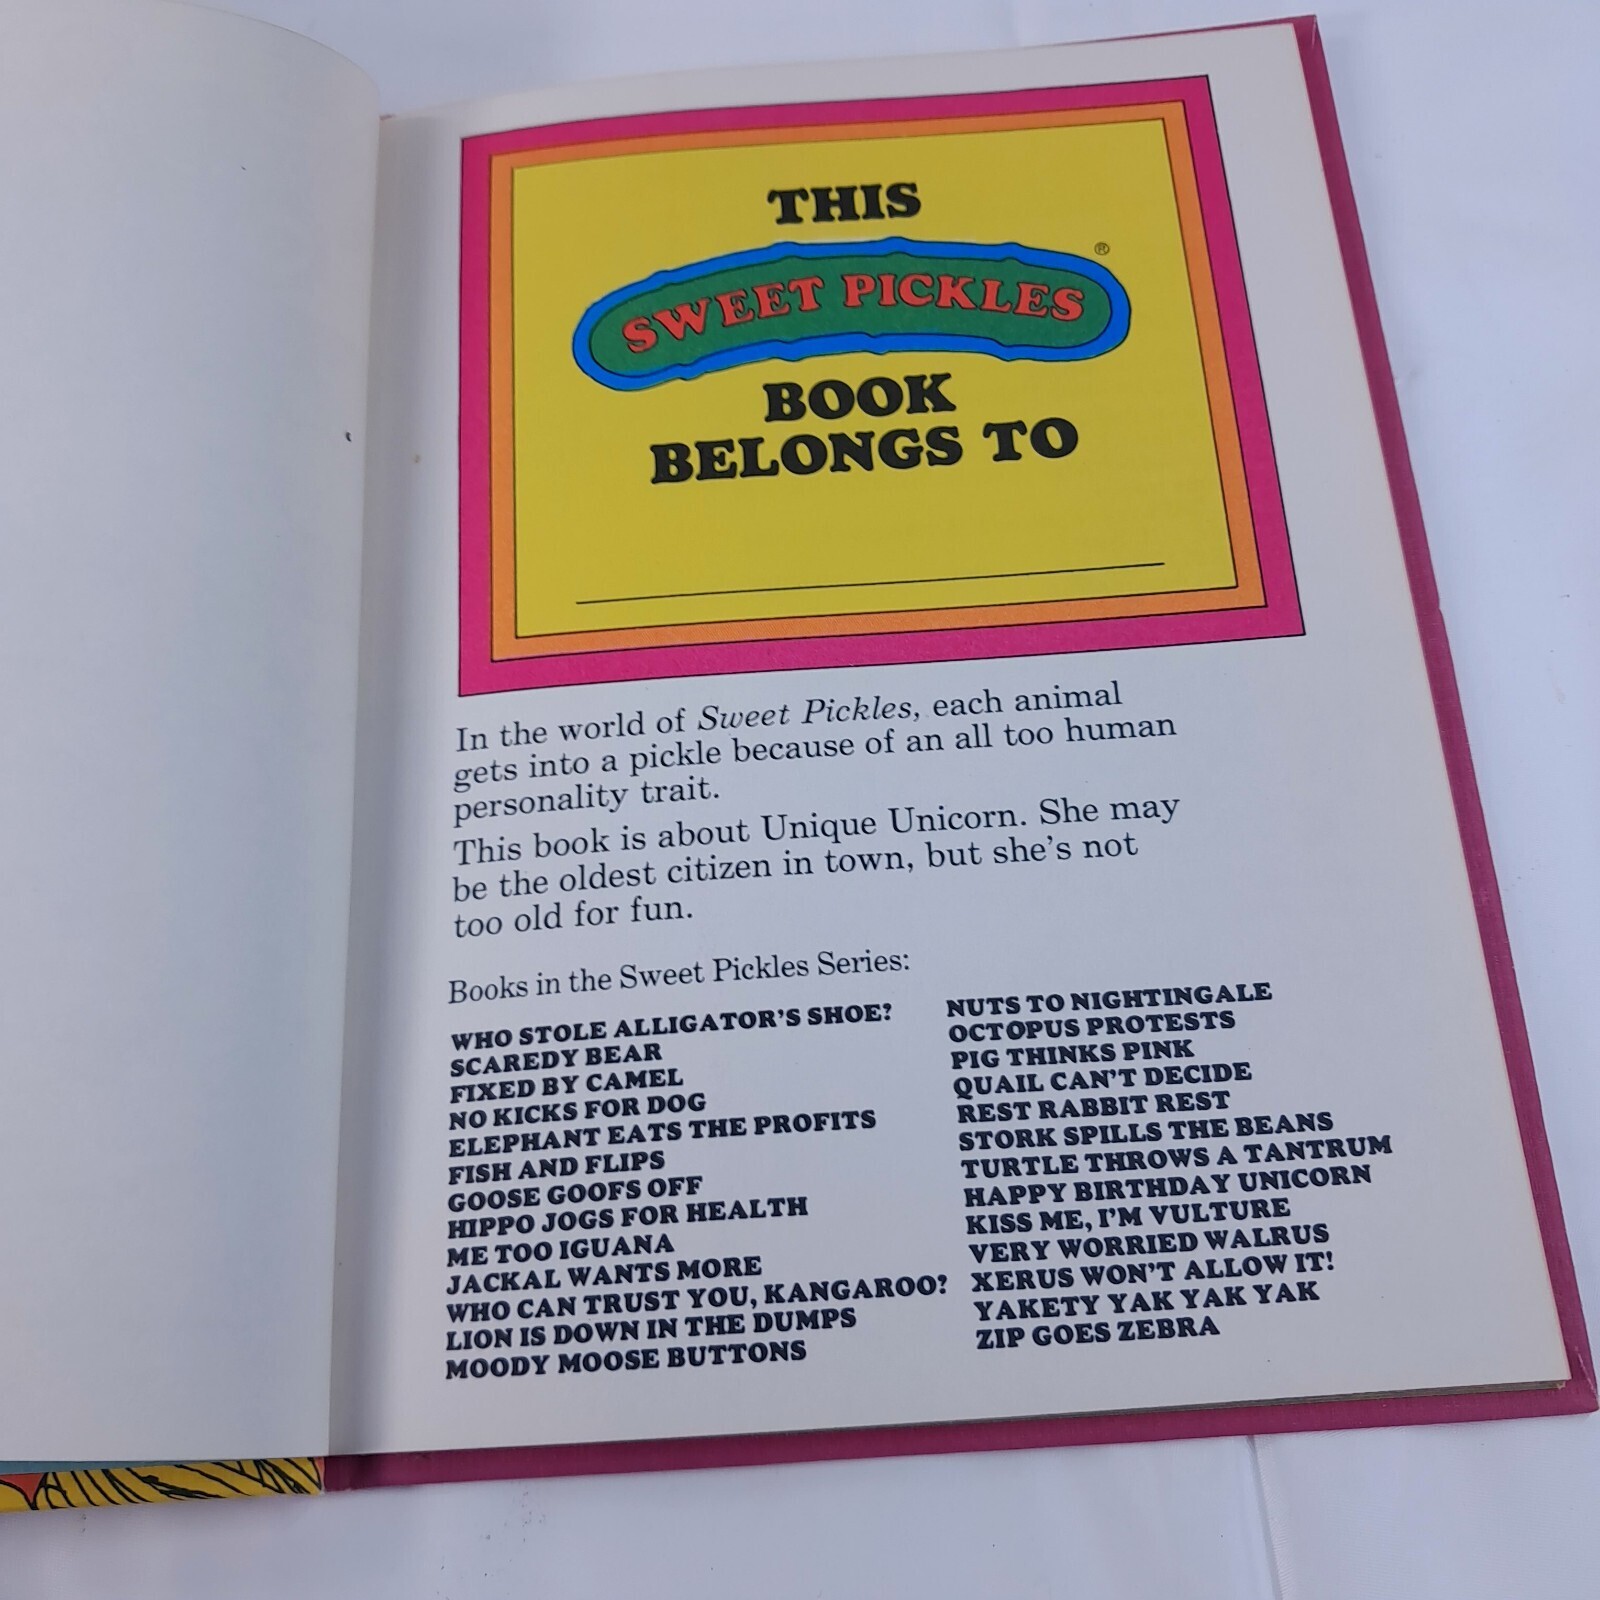 THIS
SWEET PICKLES®
BOOK
BELONGS TO
In the world of Sweet Pickles, each animal
gets into a pickle because of an all too human
personality trait.
This book is about Unique Unicorn. She may
be the oldest citizen in town, but she's not
too old for fun.
Books in the Sweet Pickles Series:
WHO STOLE ALLIGATOR'S SHOE?
SCAREDY BEAR
FIXED BY CAMEL
NO KICKS FOR DOG
ELEPHANT EATS THE PROFITS
FISH AND FLIPS
GOOSE GOOFS OFF
HIPPO JOGS FOR HEALTH
ME TOO IGUANA
JACKAL WANTS MORE
WHO CAN TRUST YOU, KANGAROO?
LION IS DOWN IN THE DUMPS
MOODY MOOSE BUTTONS
NUTS TO NIGHTINGALE
OCTOPUS PROTESTS
PIG THINKS PINK
QUAIL CAN'T DECIDE
REST RABBIT REST
STORK SPILLS THE BEANS
TURTLE THROWS A TANTRUM
HAPPY BIRTHDAY UNICORN
KISS ME, I'M VULTURE
VERY WORRIED WALRUS
XERUS WON'T ALLOW IT!
YAKETY YAK YAK YAK
ZIP GOES ZEBRA